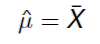 μ̂ = X̄